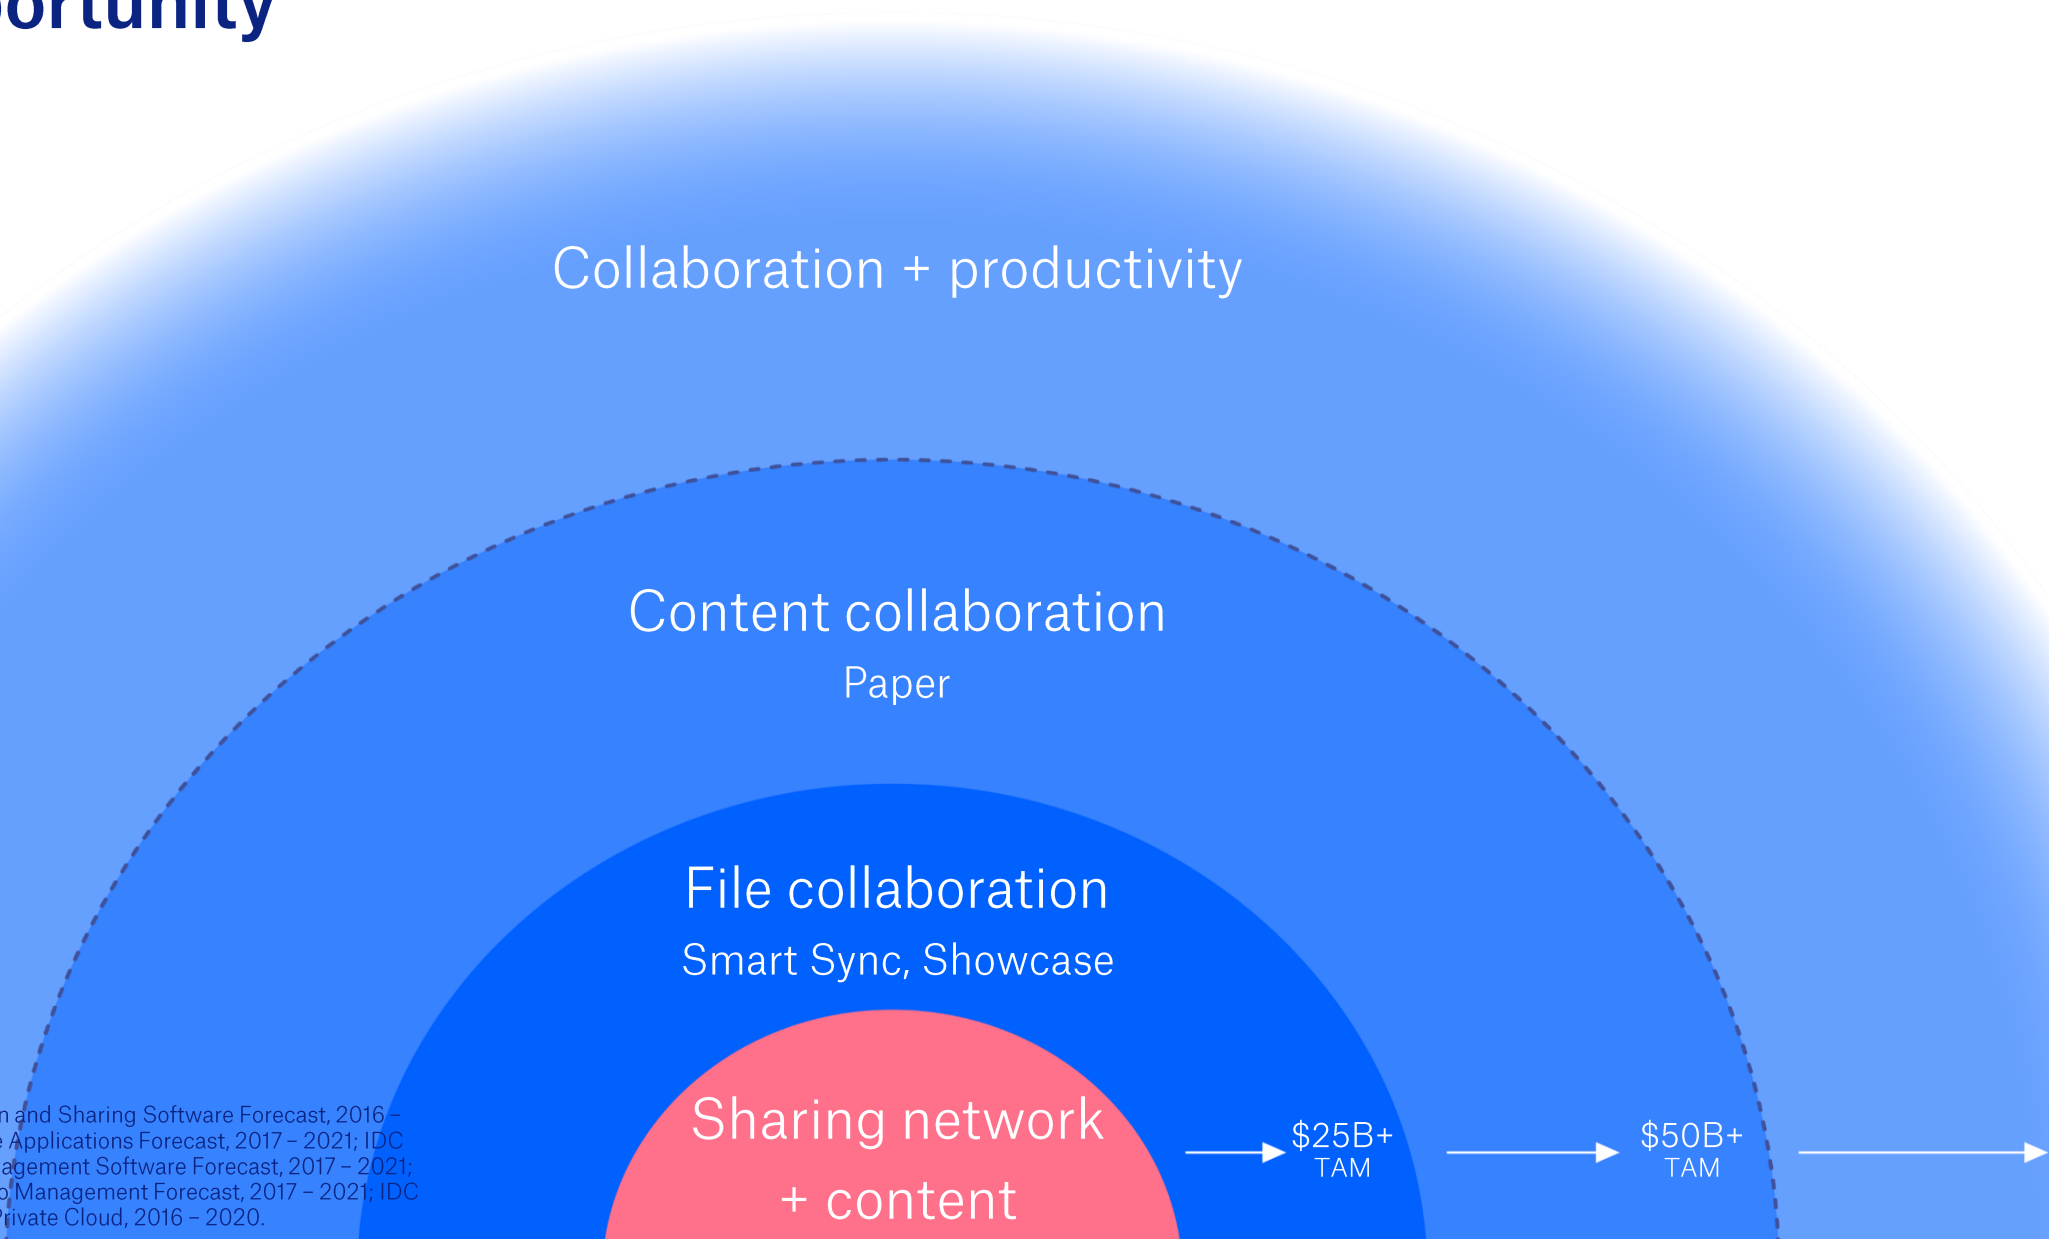 Collaboration + productivity
Content collaboration
Paper
File collaboration
Smart Sync, Showcase
Sharing network
+ content
$25B+
TAM
$50B+
TAM
and Sharing Software Forecast, 2016 –
Applications Forecast, 2017 – 2021; IDC
Software Forecast, 2017 – 2021;
Management Forecast, 2017 – 2021; IDC
Private Cloud, 2016 – 2020.